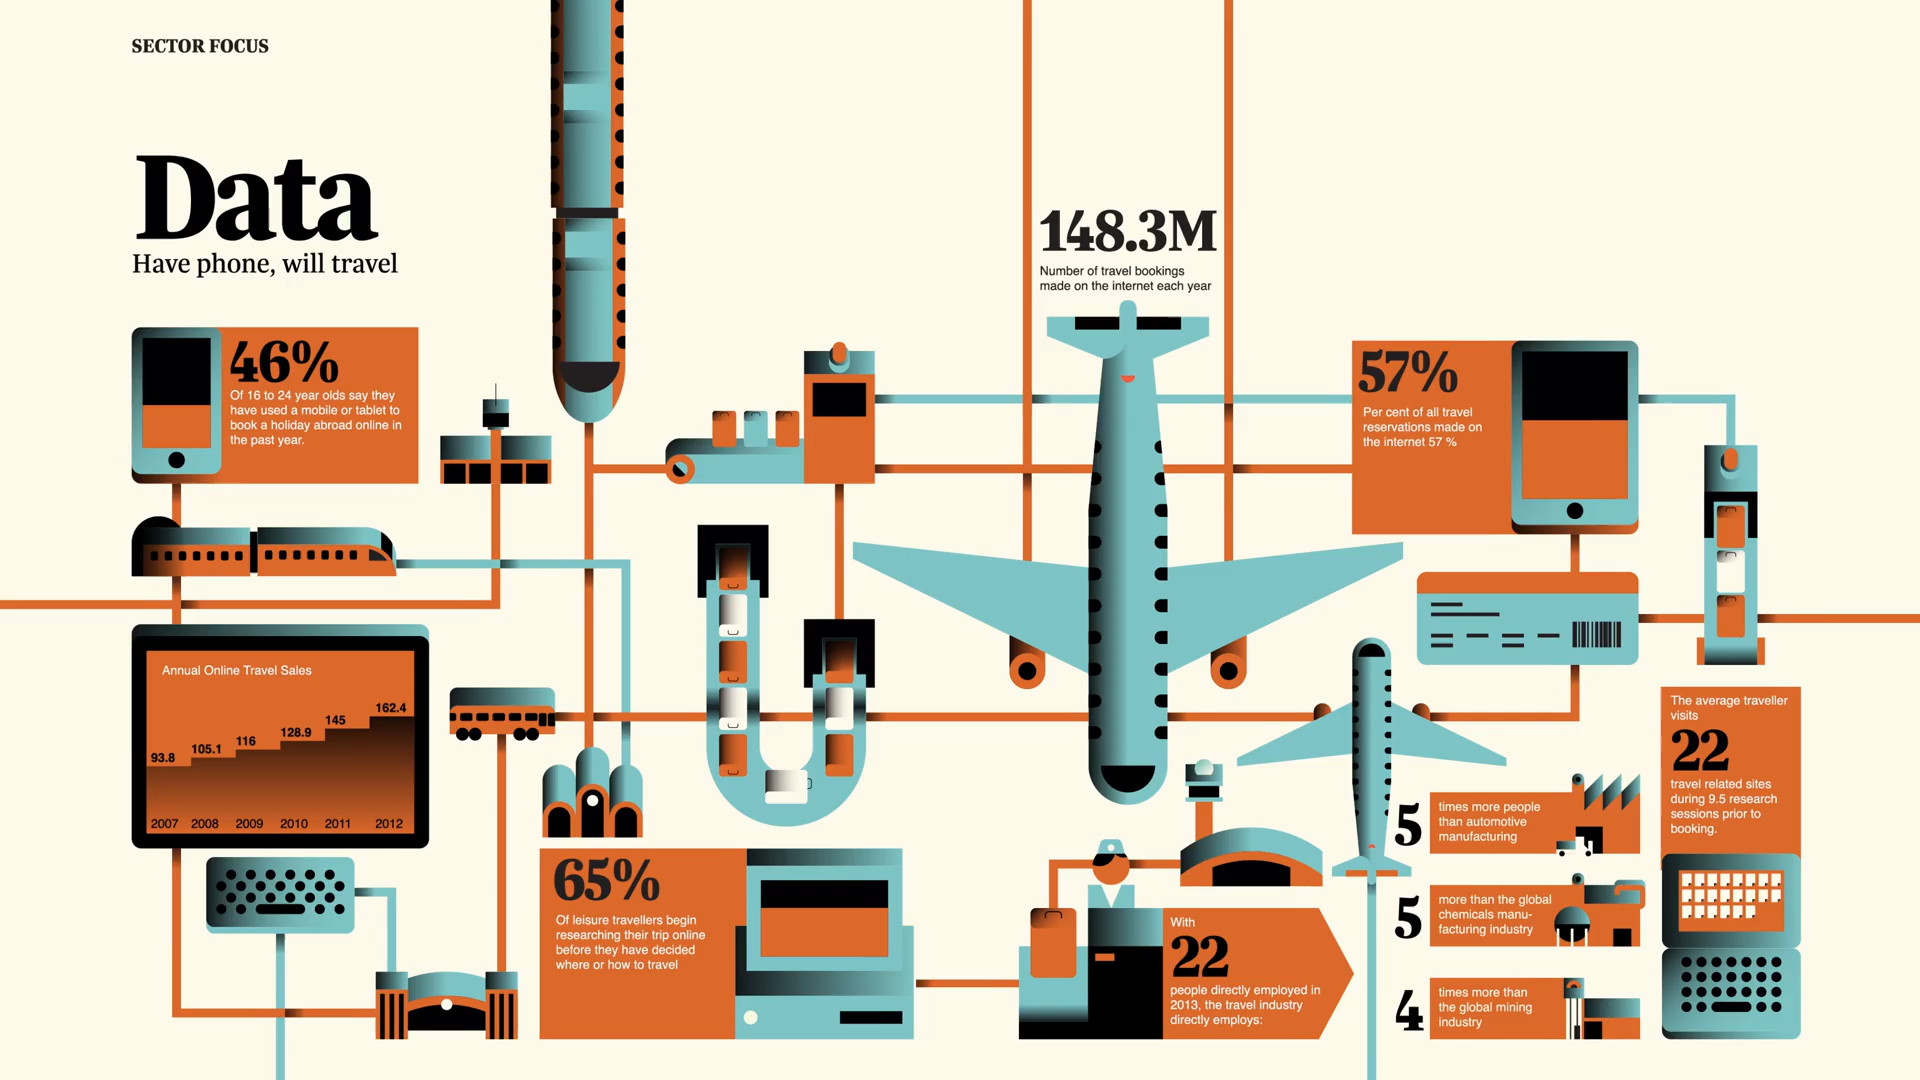 SECTOR FOCUS
Data
Have phone, will travel
148.3M
Number of travel bookings
made on the internet each year
46%
Of 16 to 24 year olds say they
have used a mobile or tablet to
book a holiday abroad online in
the past year.
57%
Per cent of all travel
reservations made on
the internet 57 %
Annual Online Travel Sales
93.8
105.1
116
128.9
145
162.4
2007
2008
2009
2010
2011
2012
65%
Of leisure travellers begin
researching their trip online
before they have decided
where or how to travel
With
22
people directly employed in
2013, the travel industry
directly employs:
5
times more people
than automotive
manufacturing
5
more than the global
chemicals manu-
facturing industry
4
times more than
the global mining
industry
The average traveller
visits
22
travel related sites
during 9.5 research
sessions prior to
booking.